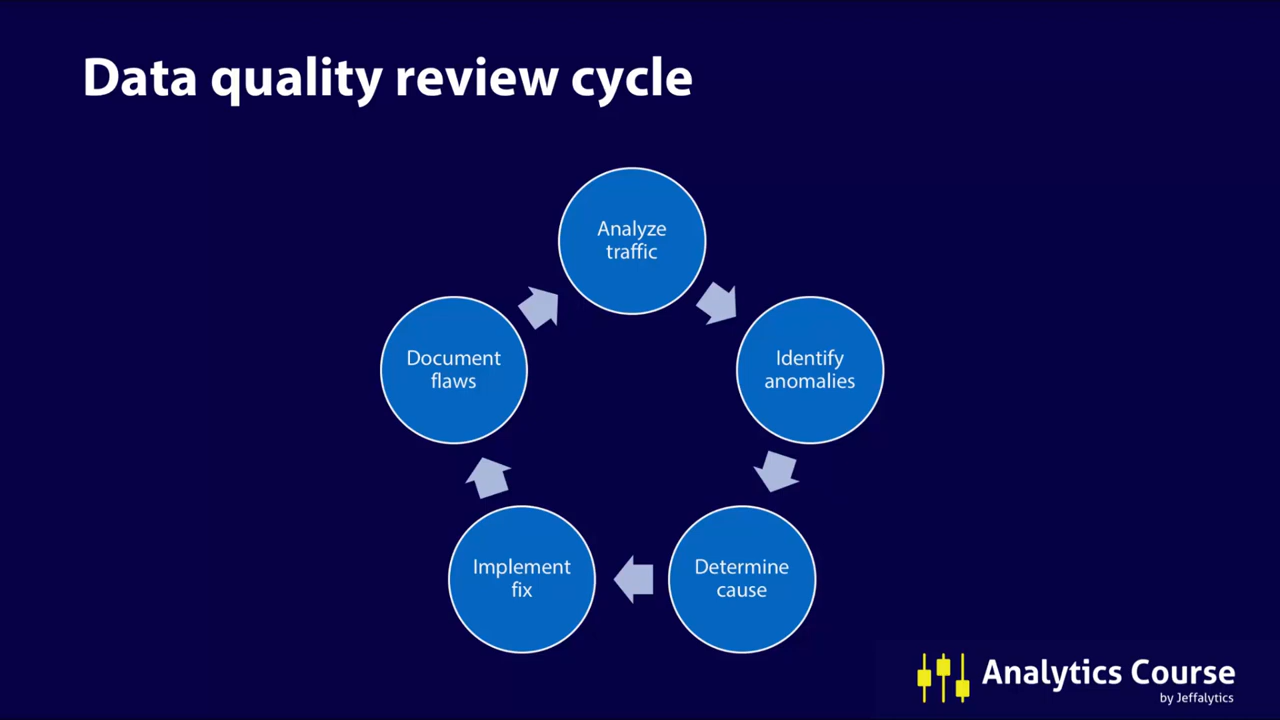 Data quality review cycle
Analyze
traffic
Identify
anomalies
Determine
cause
Implement
fix
Document
flaws
Analytics Course
by Jeffalytics